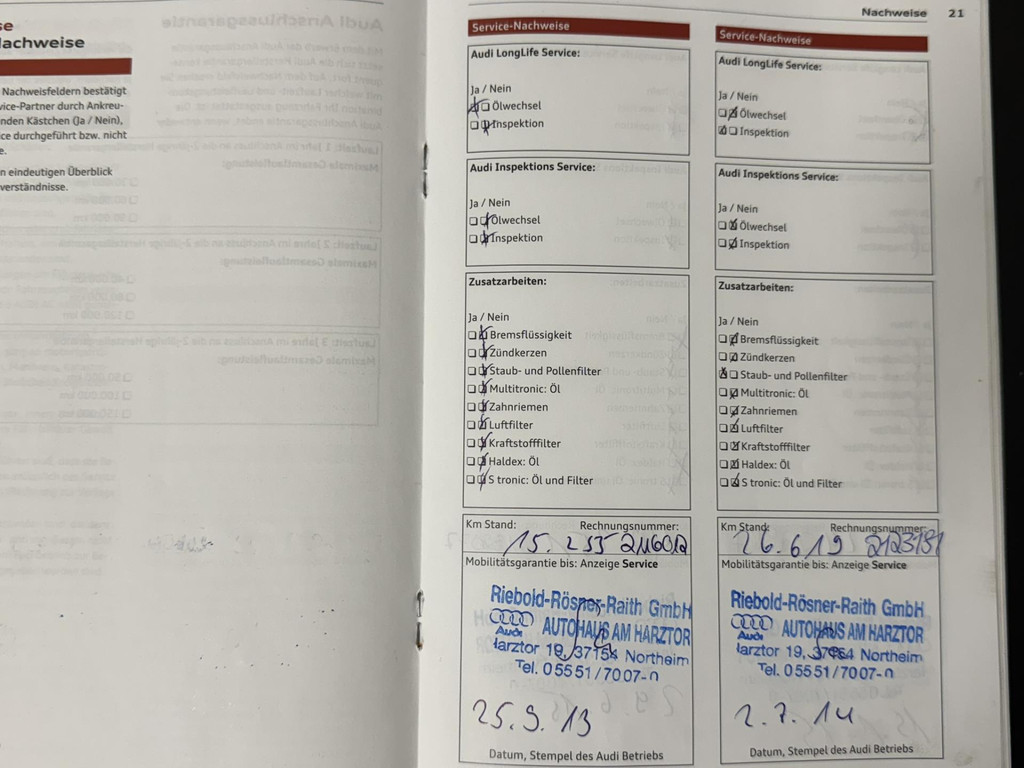 Nachweise 21
se
Nachweise
Nachweisfeldern bestätigt
vice-Partner durch Ankreu-
nden Kästchen (Ja / Nein),
ce durchgeführt bzw. nicht
e.
n eindeutigen Überblick
verständnisse.
Service-Nachweise
Audi LongLife Service:
Ja / Nein
Ölwechsel
Inspektion
Audi Inspektions Service:
Ja / Nein
Ölwechsel
Inspektion
Zusatzarbeiten:
Ja / Nein
Bremsflüssigkeit
Zündkerzen
Staub- und Pollenfilter
Multitronic: Öl
Zahnriemen
Luftfilter
Kraftstofffilter
Haldex: Öl
S tronic: Öl und Filter
Km Stand: Rechnungsnummer:
15.255
Mobilitätsgarantie bis: Anzeige Service
Riebold-Rösner-Raith GmbH
Audi AUTOHAUS AM HARZTOR
Harztor 19, 37154 Northeim
Tel. 05551/7007-0
25.9.13
Datum, Stempel des Audi Betriebs
Service-Nachweise
Audi LongLife Service:
Ja / Nein
Ölwechsel
Inspektion
Audi Inspektions Service:
Ja / Nein
Ölwechsel
Inspektion
Zusatzarbeiten:
Ja / Nein
Bremsflüssigkeit
Zündkerzen
Staub- und Pollenfilter
Multitronic: Öl
Zahnriemen
Luftfilter
Kraftstofffilter
Haldex: Öl
S tronic: Öl und Filter
Km Stand: Rechnungsnummer:
26.619 2123191
Mobilitätsgarantie bis: Anzeige Service
Riebold-Rösner-Raith GmbH
Audi AUTOHAUS AM HARZTOR
Harztor 19, 37154 Northeim
Tel. 05551/7007-0
2.7.14
Datum, Stempel des Audi Betriebs